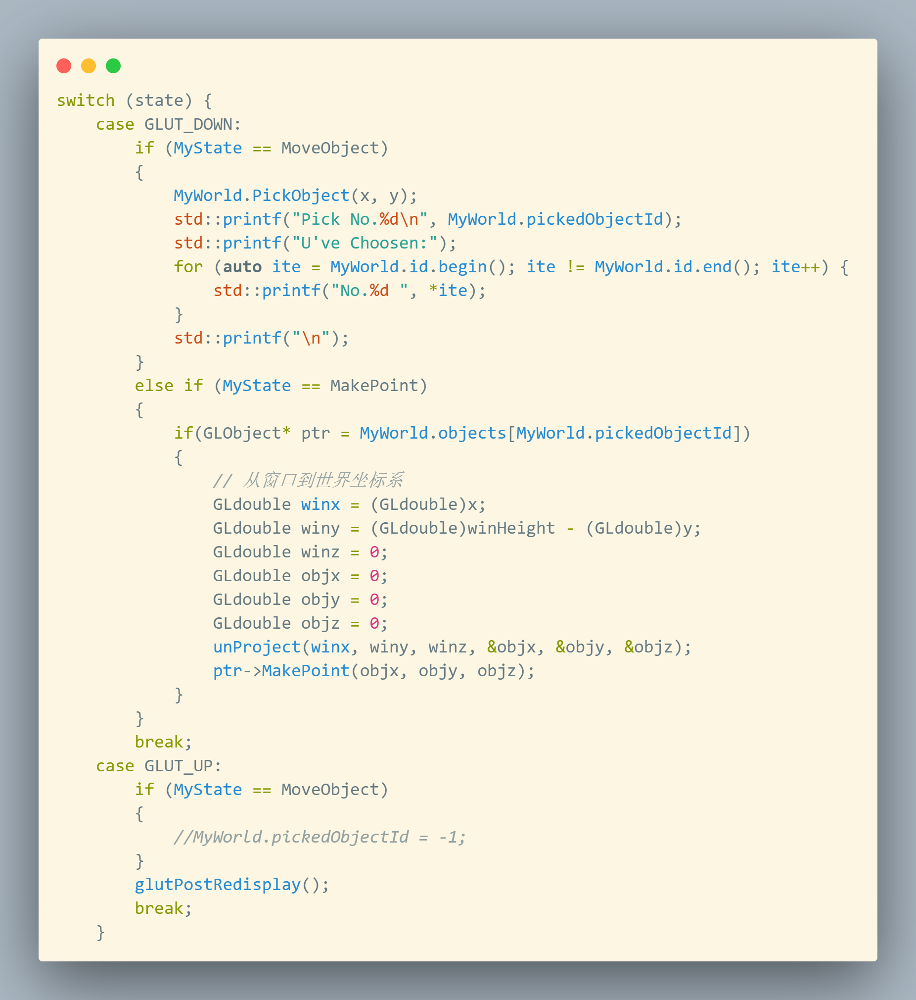 switch (state) {
    case GLUT_DOWN:
        if (MyState == MoveObject)
        {
            MyWorld.PickObject(x, y);
            std::printf("Pick No.%d\n", MyWorld.pickedObjectId);
            std::printf("U've Choosen:");
            for (auto ite = MyWorld.id.begin(); ite != MyWorld.id.end(); ite++) {
                std::printf("No.%d ", *ite);
            }
            std::printf("\n");
        }
        else if (MyState == MakePoint)
        {
            if(GLObject* ptr = MyWorld.objects[MyWorld.pickedObjectId])
            {
                // 从窗口到世界坐标系
                GLdouble winx = (GLdouble)x;
                GLdouble winy = (GLdouble)winHeight - (GLdouble)y;
                GLdouble winz = 0;
                GLdouble objx = 0;
                GLdouble objy = 0;
                GLdouble objz = 0;
                unProject(winx, winy, winz, &objx, &objy, &objz);
                ptr->MakePoint(objx, objy, objz);
            }
        }
        break;
    case GLUT_UP:
        if (MyState == MoveObject)
        {
            //MyWorld.pickedObjectId = -1;
        }
        glutPostRedisplay();
        break;
    }